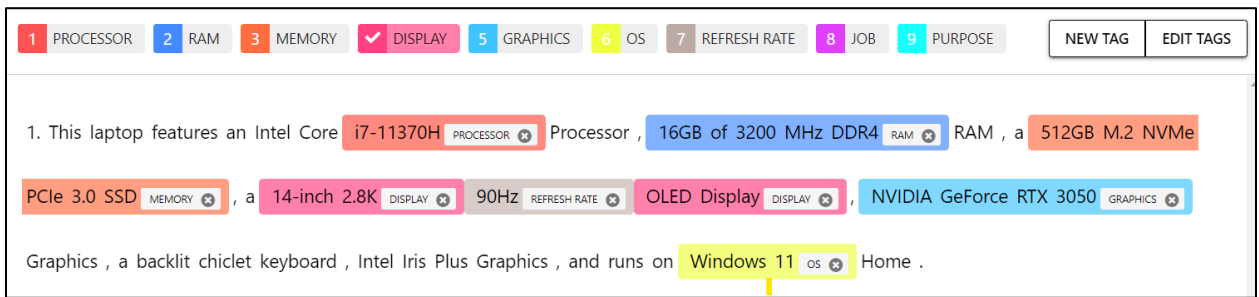 1 PROCESSOR 2 RAM 3 MEMORY DISPLAY 5 GRAPHICS 6 OS 7 REFRESH RATE 8 JOB 9 PURPOSE NEW TAG EDIT TAGS
1. This laptop features an Intel Core i7-11370H PROCESSOR Processor , 16GB of 3200 MHz DDR4 RAM RAM , a 512GB M.2 NVMe
PCIe 3.0 SSD MEMORY , a 14-inch 2.8K DISPLAY 90Hz REFRESH RATE OLED Display DISPLAY , NVIDIA GeForce RTX 3050 GRAPHICS
Graphics , a backlit chiclet keyboard , Intel Iris Plus Graphics , and runs on Windows 11 OS Home .